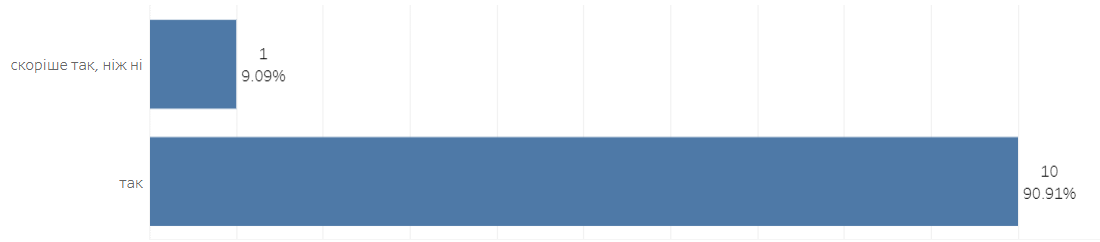 скоріше так, ніж ні
1
9.09%
так
10
90.91%